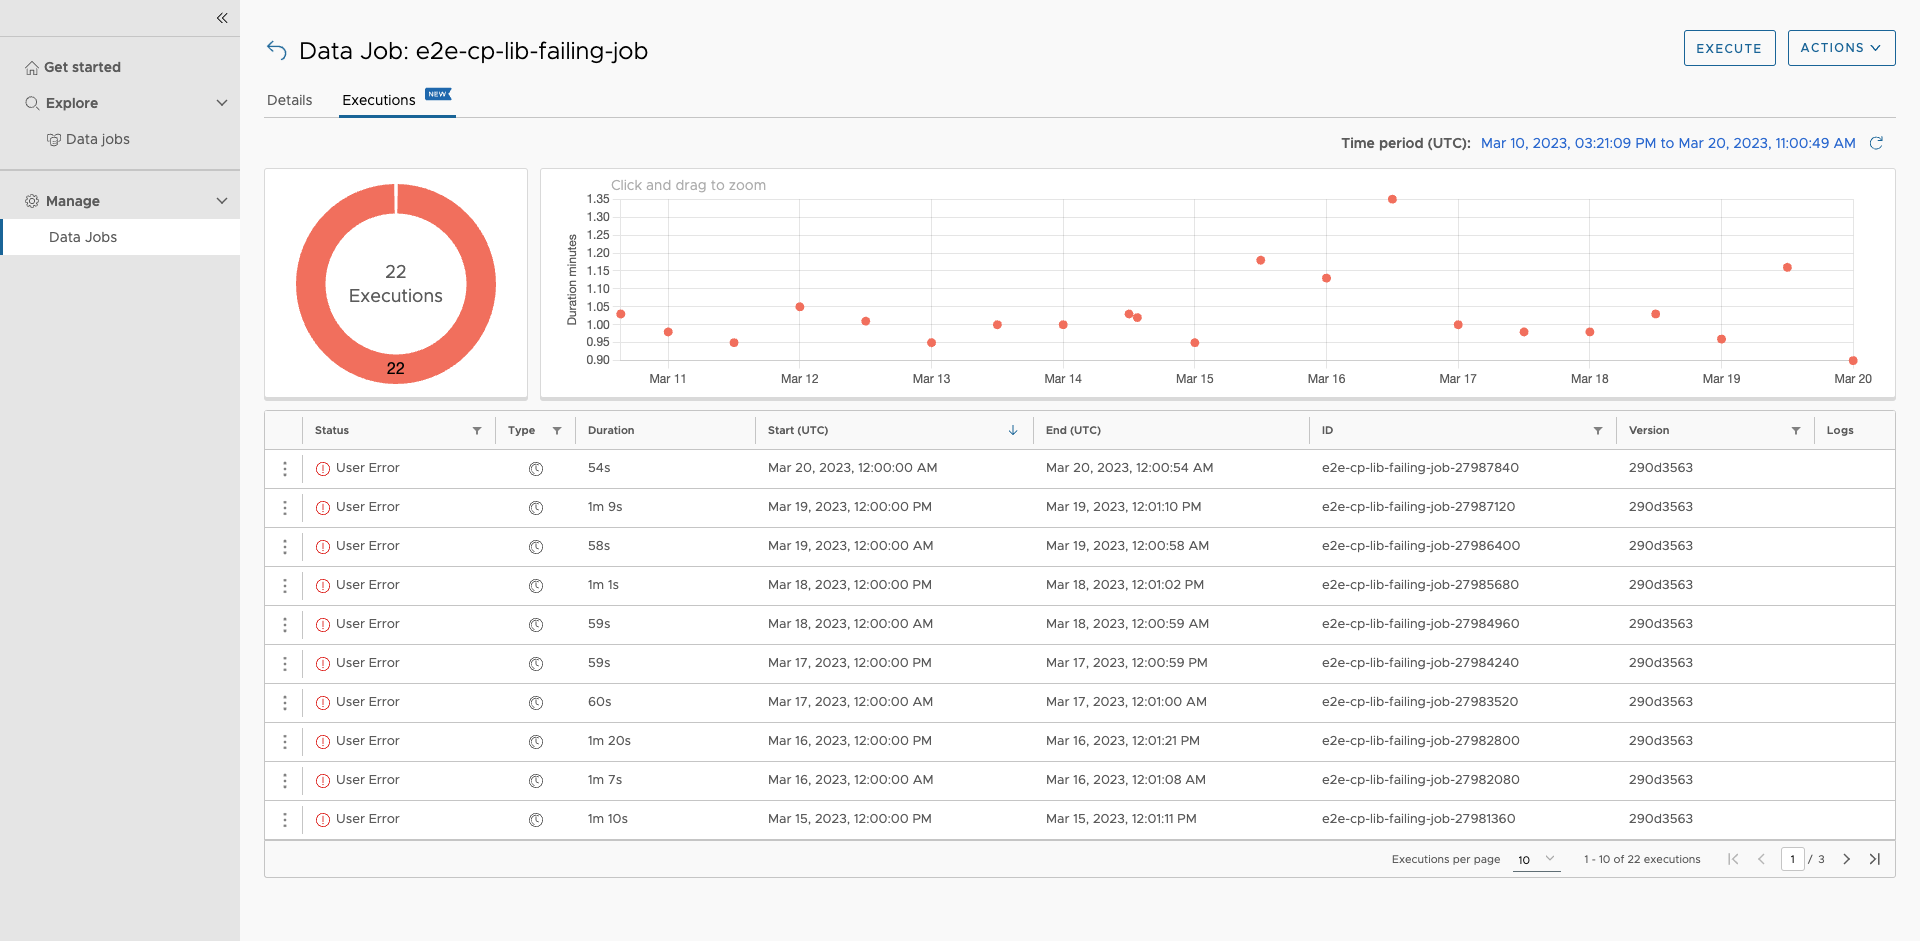 Get started
Explore
Data jobs
Manage
Data Jobs
Data Job: e2e-cp-lib-failing-job
EXECUTE
ACTIONS
Details
Executions NEW
Time period (UTC): Mar 10, 2023, 03:21:09 PM to Mar 20, 2023, 11:00:49 AM
22
Executions
22
Click and drag to zoom
Duration minutes
1.35
1.30
1.25
1.20
1.15
1.10
1.05
1.00
0.95
0.90
Mar 11 Mar 12 Mar 13 Mar 14 Mar 15 Mar 16 Mar 17 Mar 18 Mar 19 Mar 20
Status Type Duration Start (UTC) End (UTC) ID Version Logs
User Error 54s Mar 20, 2023, 12:00:00 AM Mar 20, 2023, 12:00:54 AM e2e-cp-lib-failing-job-27987840 290d3563
User Error 1m 9s Mar 19, 2023, 12:00:00 PM Mar 19, 2023, 12:01:10 PM e2e-cp-lib-failing-job-27987120 290d3563
User Error 58s Mar 19, 2023, 12:00:00 AM Mar 19, 2023, 12:00:58 AM e2e-cp-lib-failing-job-27986400 290d3563
User Error 1m 1s Mar 18, 2023, 12:00:00 PM Mar 18, 2023, 12:01:02 PM e2e-cp-lib-failing-job-27985680 290d3563
User Error 59s Mar 18, 2023, 12:00:00 AM Mar 18, 2023, 12:00:59 AM e2e-cp-lib-failing-job-27984960 290d3563
User Error 59s Mar 17, 2023, 12:00:00 PM Mar 17, 2023, 12:00:59 PM e2e-cp-lib-failing-job-27984240 290d3563
User Error 60s Mar 17, 2023, 12:00:00 AM Mar 17, 2023, 12:01:00 AM e2e-cp-lib-failing-job-27983520 290d3563
User Error 1m 20s Mar 16, 2023, 12:00:00 PM Mar 16, 2023, 12:01:21 PM e2e-cp-lib-failing-job-27982800 290d3563
User Error 1m 7s Mar 16, 2023, 12:00:00 AM Mar 16, 2023, 12:01:08 AM e2e-cp-lib-failing-job-27982080 290d3563
User Error 1m 10s Mar 15, 2023, 12:00:00 PM Mar 15, 2023, 12:01:11 PM e2e-cp-lib-failing-job-27981360 290d3563
Executions per page 10 1 - 10 of 22 executions 1 / 3